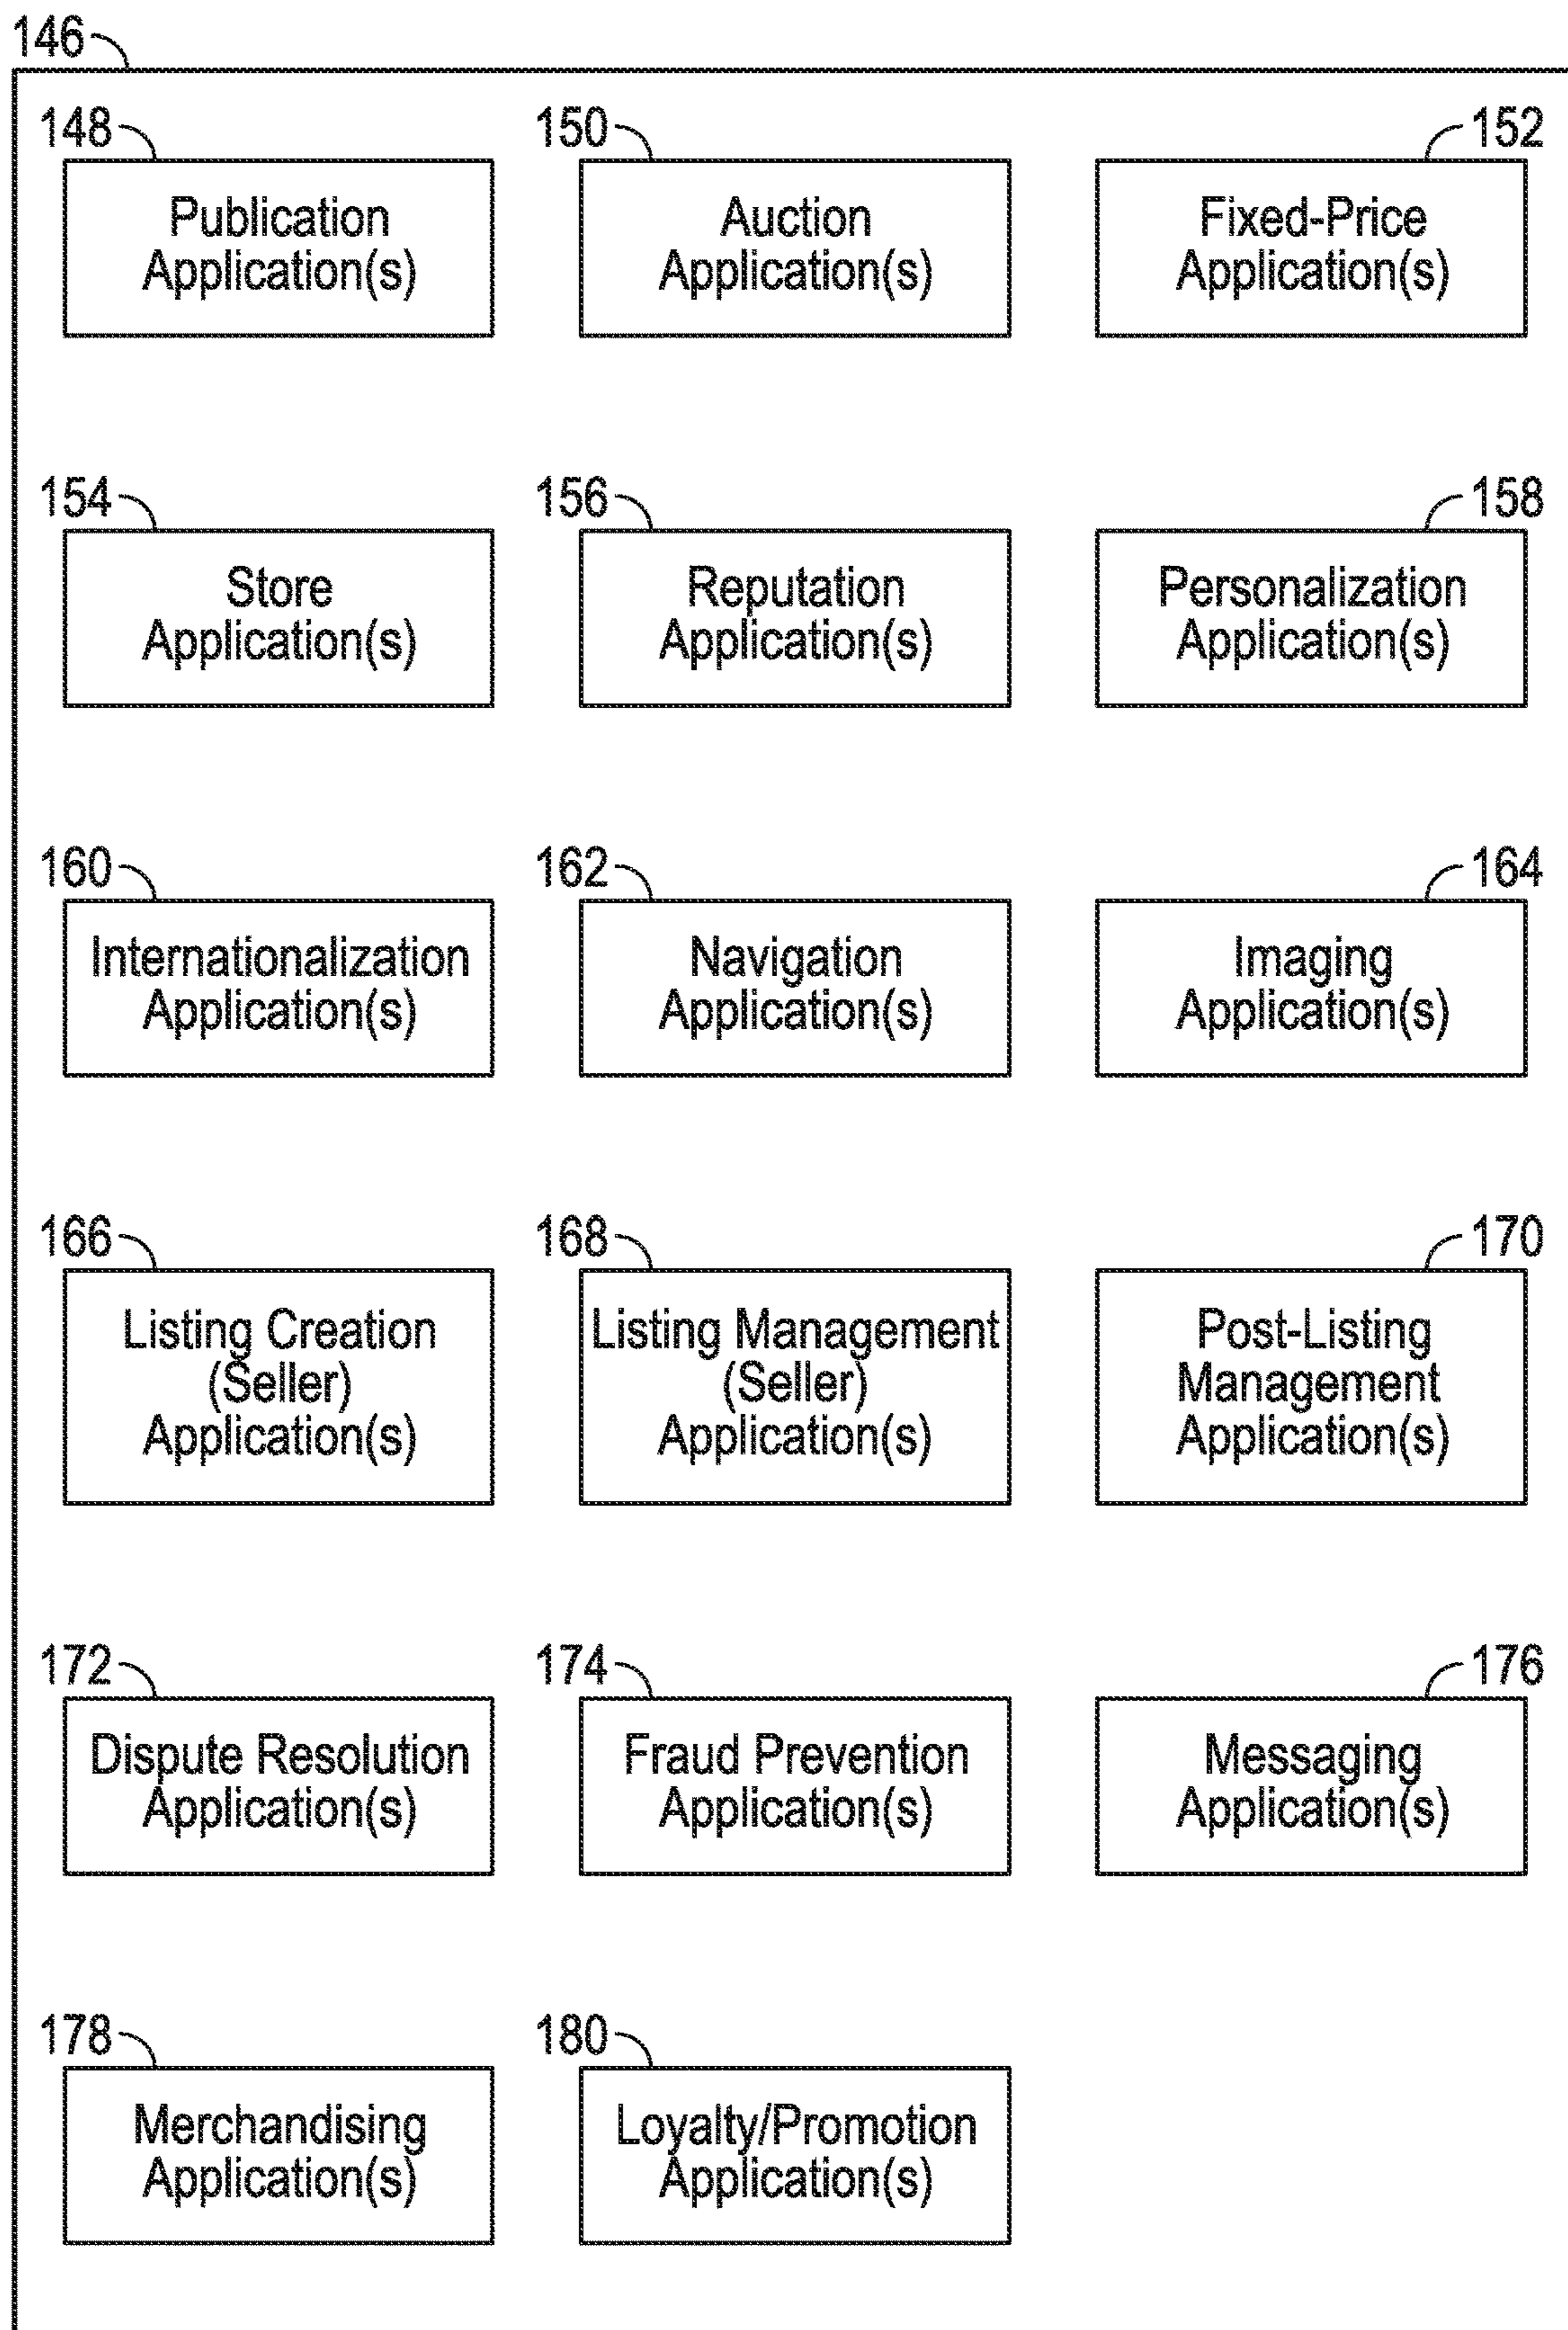 146
148
150
152
Publication
Application(s)
Auction
Application(s)
Fixed-Price
Application(s)
154
156
158
Store
Application(s)
Reputation
Application(s)
Personalization
Application(s)
160
162
164
Internationalization
Application(s)
Navigation
Application(s)
Imaging
Application(s)
166
168
170
Listing Creation
(Seller)
Application(s)
Listing Management
(Seller)
Application(s)
Post-Listing
Management
Application(s)
172
174
176
Dispute Resolution
Application(s)
Fraud Prevention
Application(s)
Messaging
Application(s)
178
180
Merchandising
Application(s)
Loyalty/Promotion
Application(s)